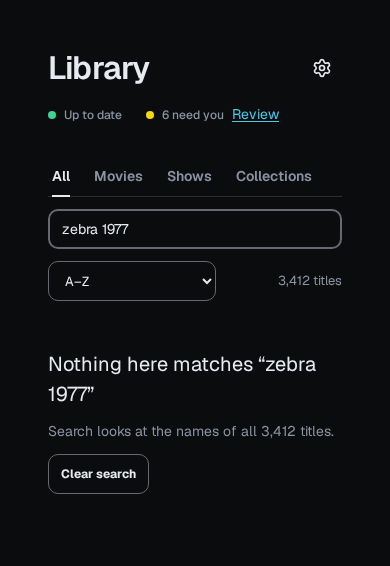 Library
Up to date
6 need you Review
All Movies Shows Collections
zebra 1977
A–Z
3,412 titles
Nothing here matches “zebra
1977”
Search looks at the names of all 3,412 titles.
Clear search